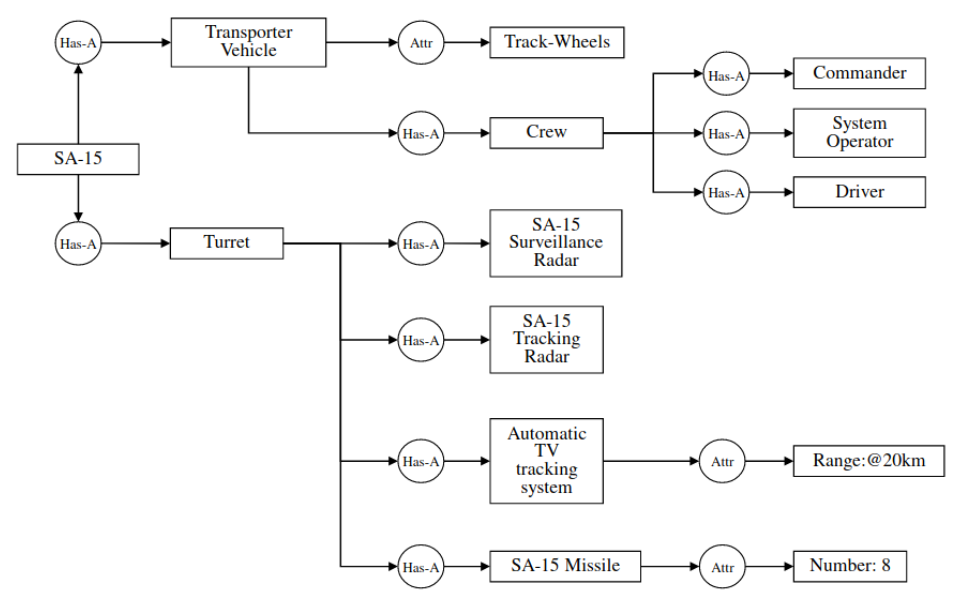 Has-A
Transporter
Vehicle
Attr
Track-Wheels
Has-A
Commander
Has-A
Crew
Has-A
System
Operator
SA-15
Has-A
Driver
Has-A
Turret
Has-A
SA-15
Surveillance
Radar
Has-A
SA-15
Tracking
Radar
Has-A
Automatic
TV
tracking
system
Attr
Range:@20km
Has-A
SA-15 Missile
Attr
Number: 8